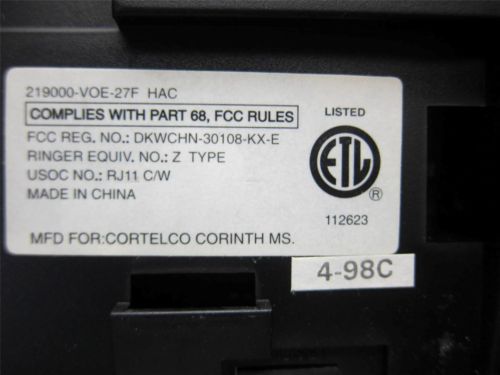 219000-VOE-27F HAC
COMPLIES WITH PART 68, FCC RULES
FCC REG. NO.: DKWCHN-30108-KX-E
RINGER EQUIV. NO.: Z TYPE
USOC NO.: RJ11 C/W
MADE IN CHINA
MFD FOR:CORTELCO CORINTH MS.
LISTED
ETL
®
112623
4-98C